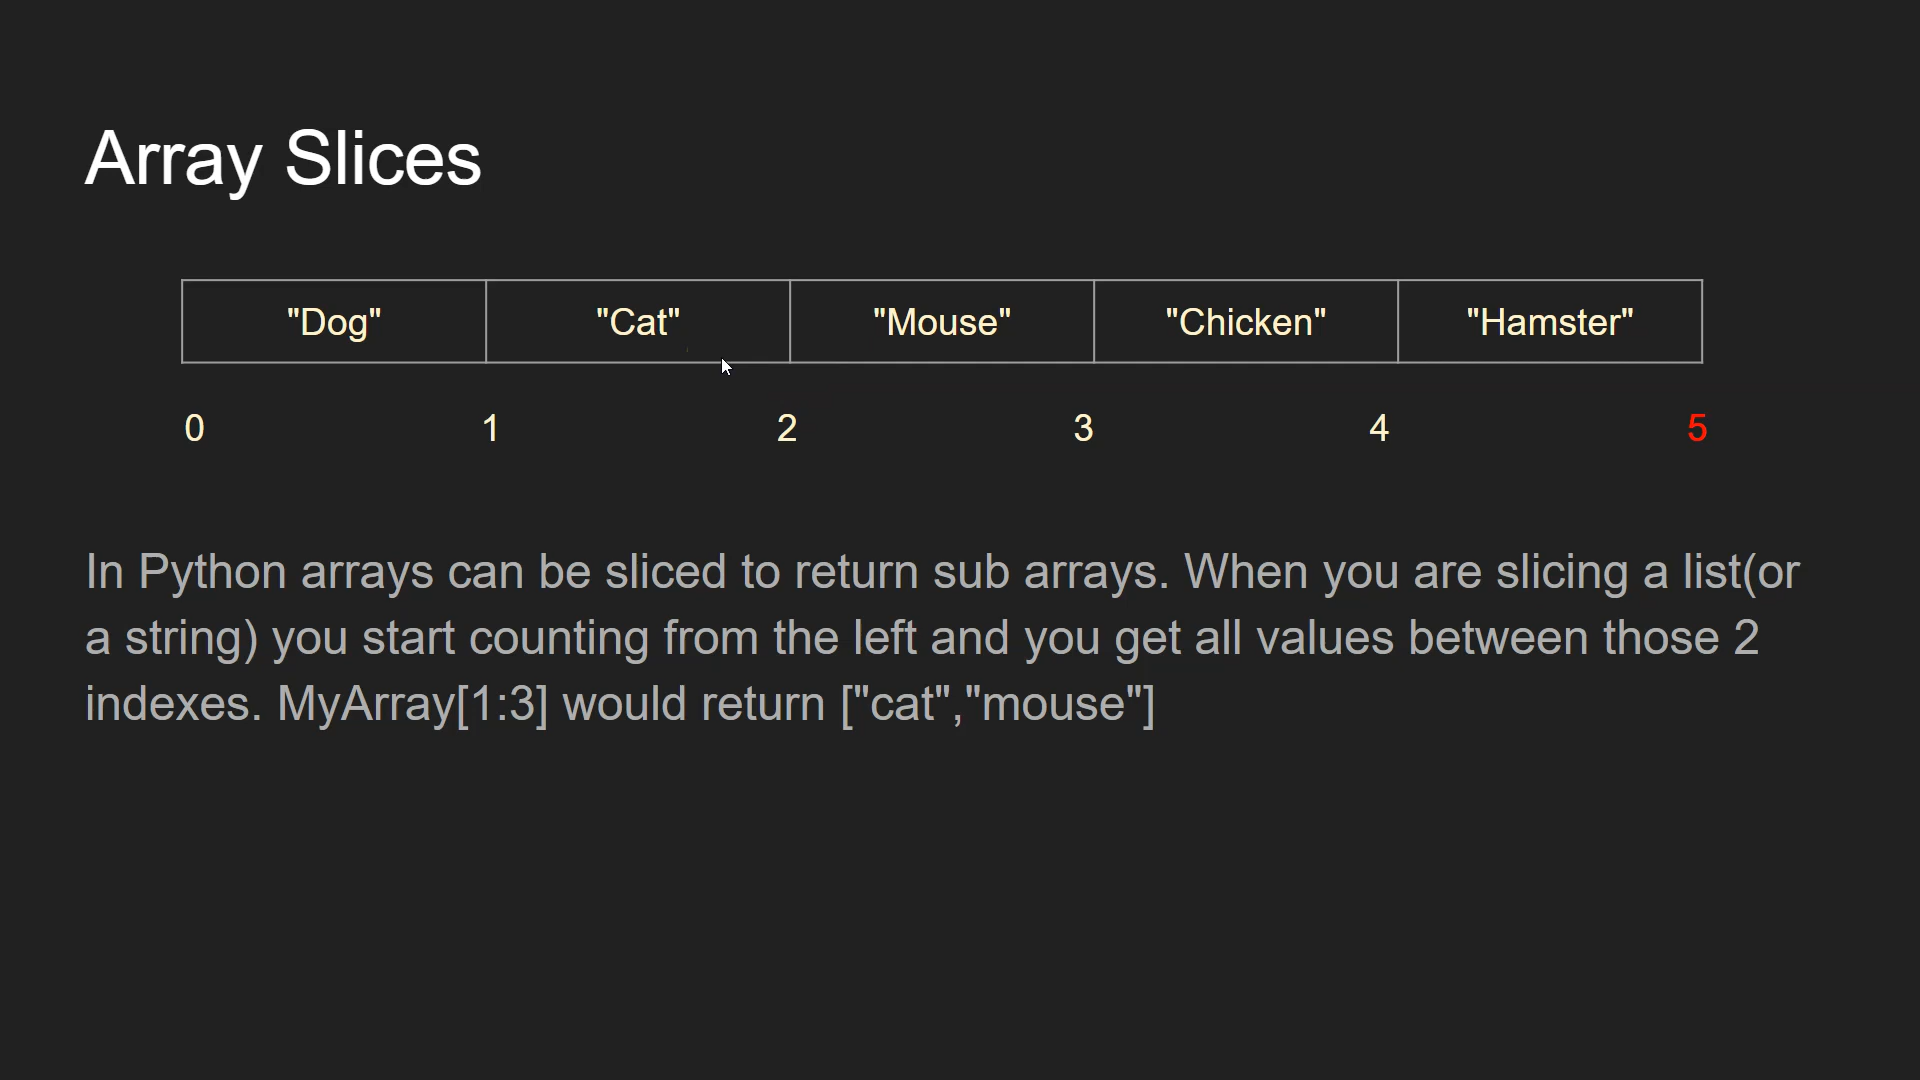 Array Slices
"Dog" "Cat" "Mouse" "Chicken" "Hamster"
0 1 2 3 4 5
In Python arrays can be sliced to return sub arrays. When you are slicing a list(or
a string) you start counting from the left and you get all values between those 2
indexes. MyArray[1:3] would return ["cat","mouse"]